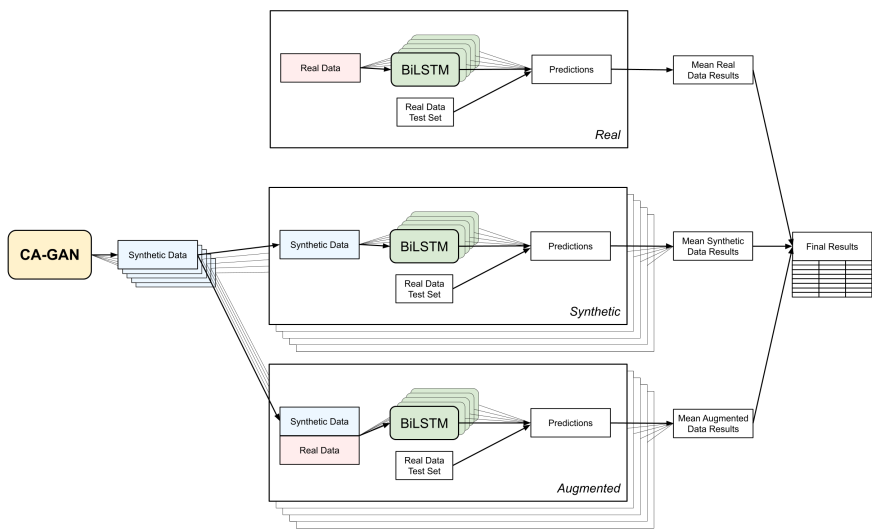 Real Data
BiLSTM
Predictions
Mean Real
Data Results
Real Data
Test Set
Real
CA-GAN
Synthetic Data
Synthetic Data
BiLSTM
Predictions
Mean Synthetic
Data Results
Final Results
Real Data
Test Set
Synthetic
Synthetic Data
Real Data
BiLSTM
Predictions
Mean Augmented
Data Results
Real Data
Test Set
Augmented